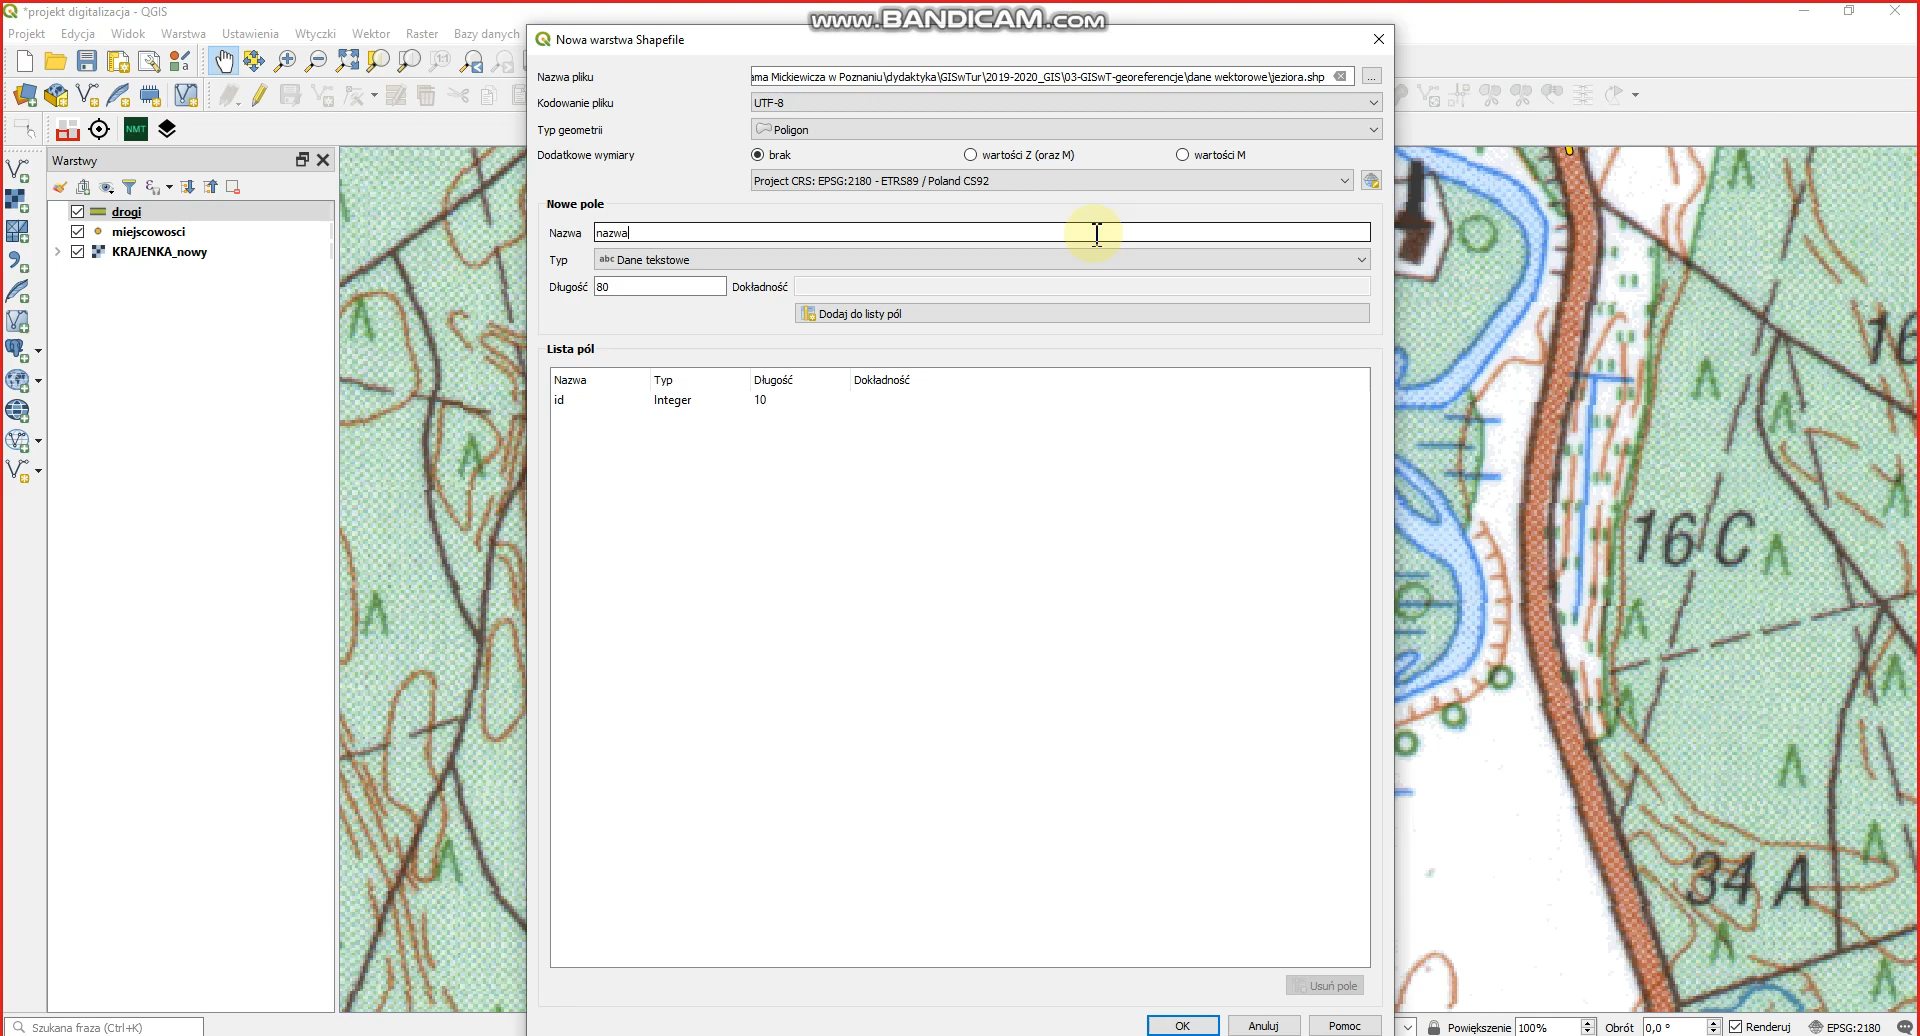 *projekt digitalizacja - QGIS
www.BANDICAM.com
Projekt Edycja Widok Warstwa Ustawienia Wtyczki Wektor Raster Bazy danych
Nowa warstwa Shapefile
Nazwa pliku
ama Mickiewicza w Poznaniu\dydaktyka\GISwTur\2019-2020_GIS\03-GISwT-georeferencje\dane wektorowe\jeziora.shp
...
Kodowanie pliku UTF-8
Typ geometrii Poligon
Dodatkowe wymiary brak wartości Z (oraz M) wartości M
Project CRS: EPSG:2180 - ETRS89 / Poland CS92
Nowe pole
Nazwa nazwa
Typ abc Dane tekstowe
Długość 80 Dokładność
Dodaj do listy pól
Lista pól
Nazwa Typ Długość Dokładność
id Integer 10
Usuń pole
OK Anuluj Pomoc
NMT
Warstwy
drogi
miejscowosci
KRAJENKA_nowy
16
16 C
34 A
Szukana fraza (Ctrl+K)
Powiększenie 100% Obrót 0,0 ° Renderuj EPSG:2180